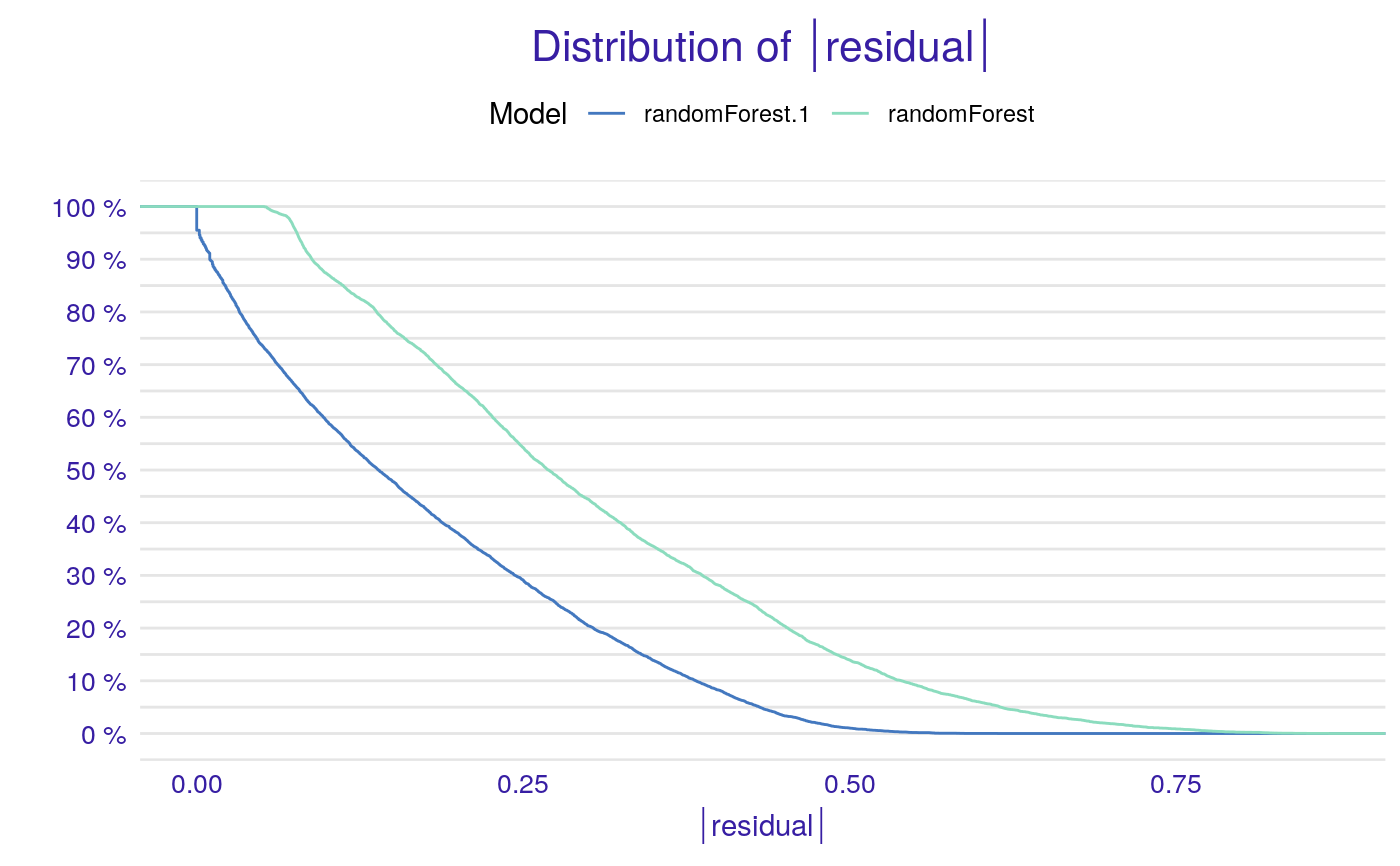 Distribution of |residual|
Model randomForest.1 randomForest
100 %
90 %
80 %
70 %
60 %
50 %
40 %
30 %
20 %
10 %
0 %
0.00 0.25 0.50 0.75
|residual|